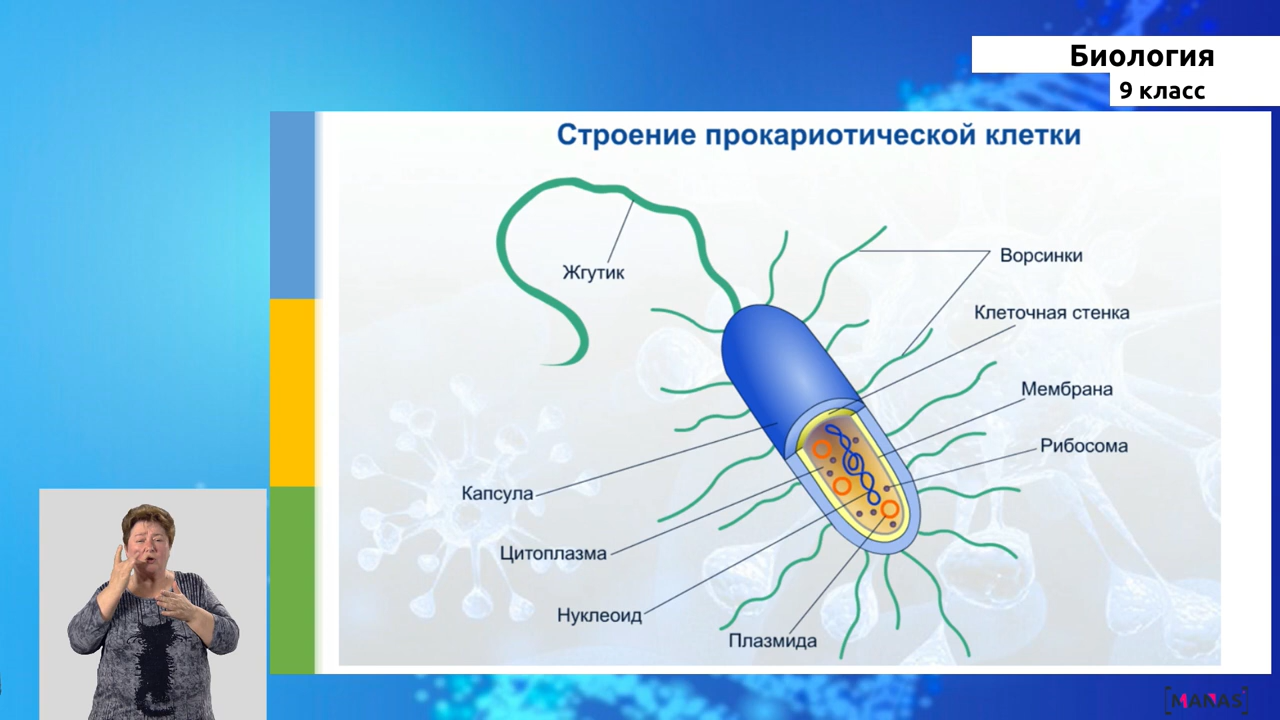 Биология
9 класс
Строение прокариотической клетки
Жгутик
Ворсинки
Клеточная стенка
Мембрана
Рибосома
Капсула
Цитоплазма
Нуклеоид
Плазмида
[MANAS]